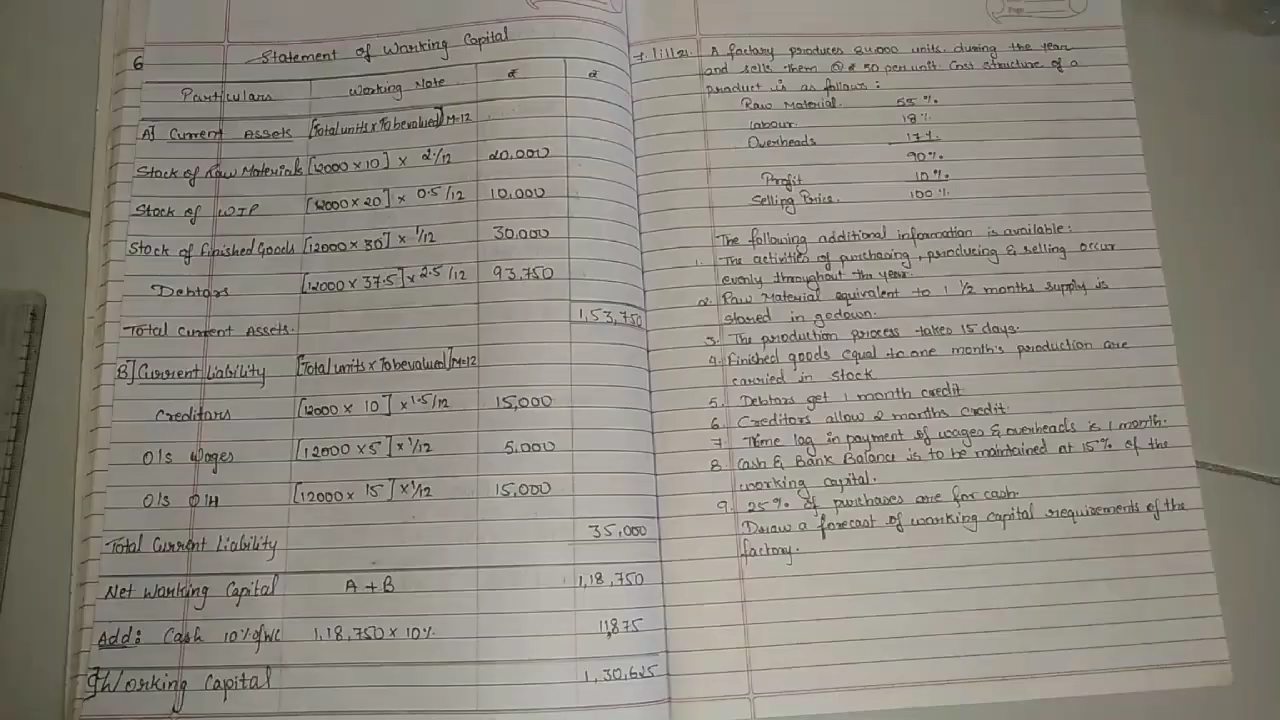 6
Statement of Working Capital
Particulars Working Note ₹ ₹
A] Current Assets [Total units x To be valued] M=12
Stock of Raw Materials [12000 x 10] x 2/12 20,000
Stock of WIP [12000 x 20] x 0.5/12 10,000
Stock of Finished Goods [12000 x 30] x 1/12 30,000
Debtors [12000 x 37.5] x 2.5/12 93,750
Total Current Assets. 1,53,750
B] Current Liability [Total units x To be valued] M=12
Creditors [12000 x 10] x 1.5/12 15,000
O/s Wages [12000 x 5] x 1/12 5,000
O/s O/H [12000 x 15] x 1/12 15,000
Total Current Liability 35,000
Net Working Capital A + B 1,18,750
Add: Cash 10% of WC 1,18,750 x 10% 11,875
Working Capital 1,30,625
A factory produces 84,000 units during the year
and sells them @ ₹ 50 per unit. Cost structure of a
product is as follows:
Raw Material. 55%
Labour. 18%
Overheads 17%
90%
Profit 10%
Selling Price. 100%
The following additional information is available:
1. The activities of purchasing, producing & selling occur
evenly throughout the year.
2. Raw Material equivalent to 1 1/2 months supply is
stored in godown.
3. The production process takes 15 days.
4. Finished goods equal to one month's production are
carried in stock
5. Debtors get 1 month credit
6. Creditors allow 2 months credit.
7. Time lag in payment of wages & overheads is 1 month.
8. Cash & Bank Balance is to be maintained at 15% of the
working capital.
9. 25% of purchases are for cash.
Draw a forecast of working capital requirements of the
factory.